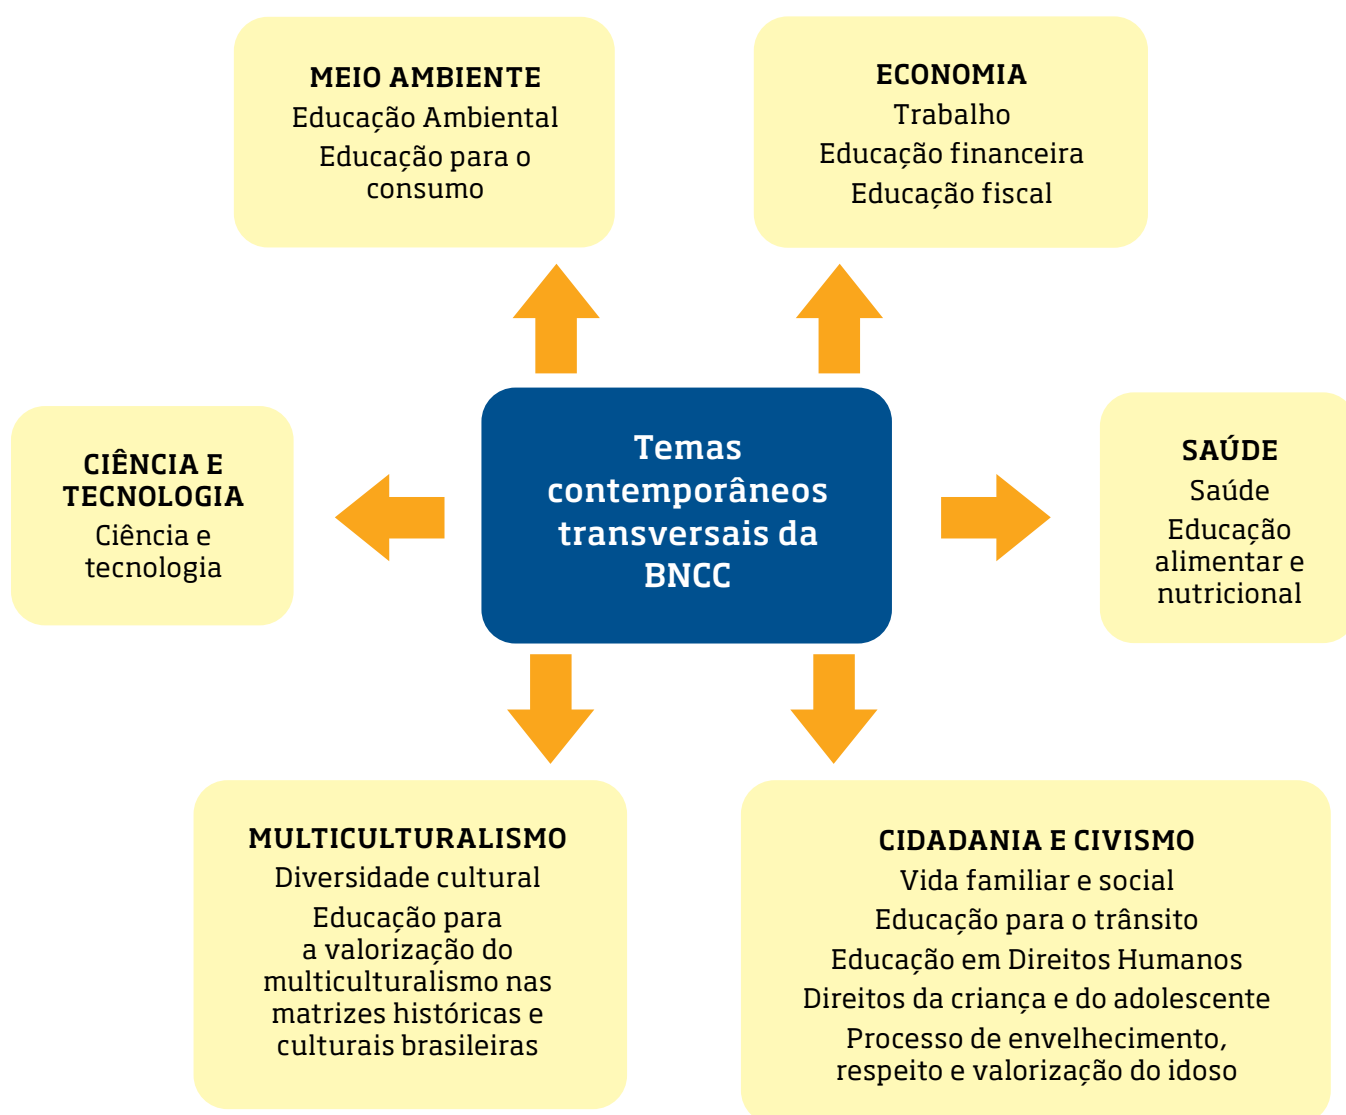 MEIO AMBIENTE
Educação Ambiental
Educação para o
consumo
ECONOMIA
Trabalho
Educação financeira
Educação fiscal
CIÊNCIA E
TECNOLOGIA
Ciência e
tecnologia
Temas
contemporâneos
transversais da
BNCC
SAÚDE
Saúde
Educação
alimentar e
nutricional
MULTICULTURALISMO
Diversidade cultural
Educação para
a valorização do
multiculturalismo nas
matrizes históricas e
culturais brasileiras
CIDADANIA E CIVISMO
Vida familiar e social
Educação para o trânsito
Educação em Direitos Humanos
Direitos da criança e do adolescente
Processo de envelhecimento,
respeito e valorização do idoso